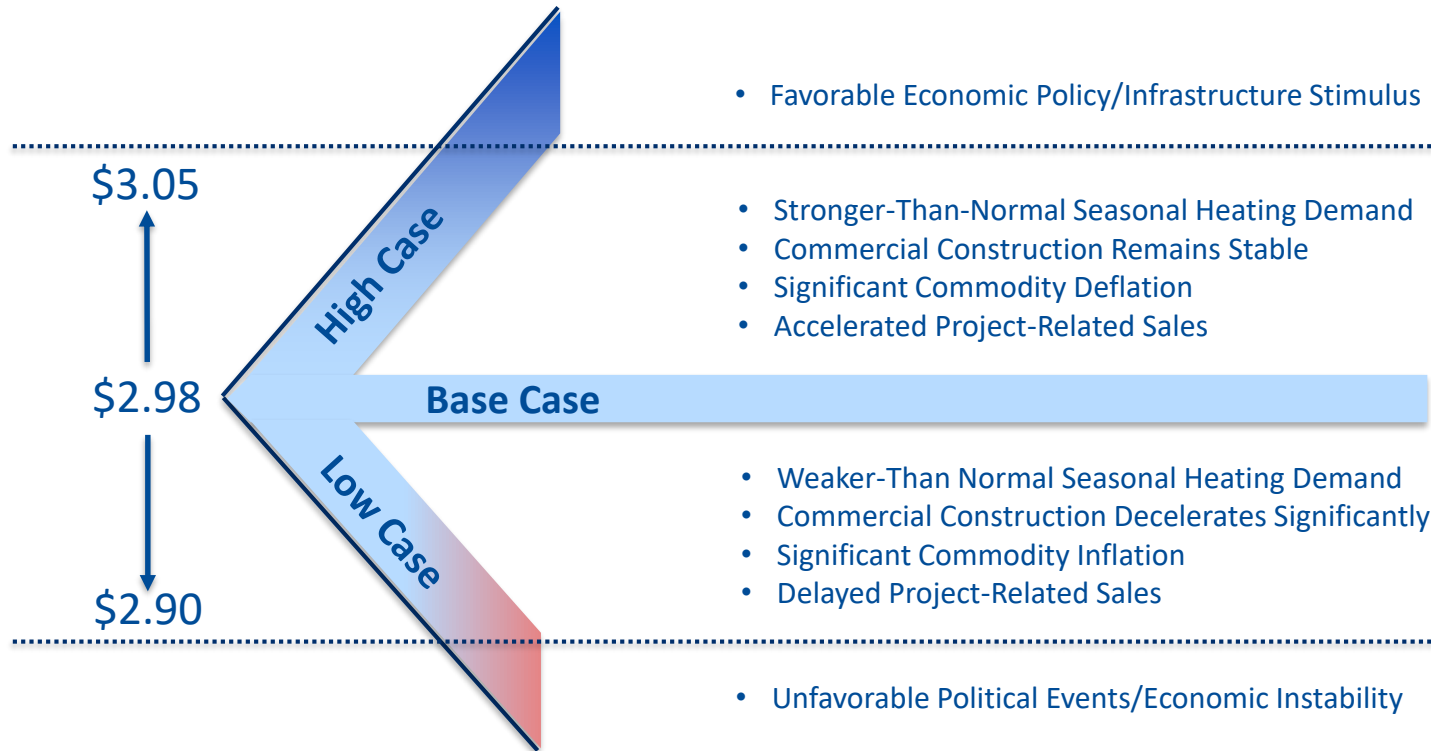 • Favorable Economic Policy/Infrastructure Stimulus
$3.05
• Stronger-Than-Normal Seasonal Heating Demand
• Commercial Construction Remains Stable
• Significant Commodity Deflation
• Accelerated Project-Related Sales
High Case
$2.98
Base Case
Low Case
• Weaker-Than Normal Seasonal Heating Demand
• Commercial Construction Decelerates Significantly
• Significant Commodity Inflation
• Delayed Project-Related Sales
$2.90
• Unfavorable Political Events/Economic Instability